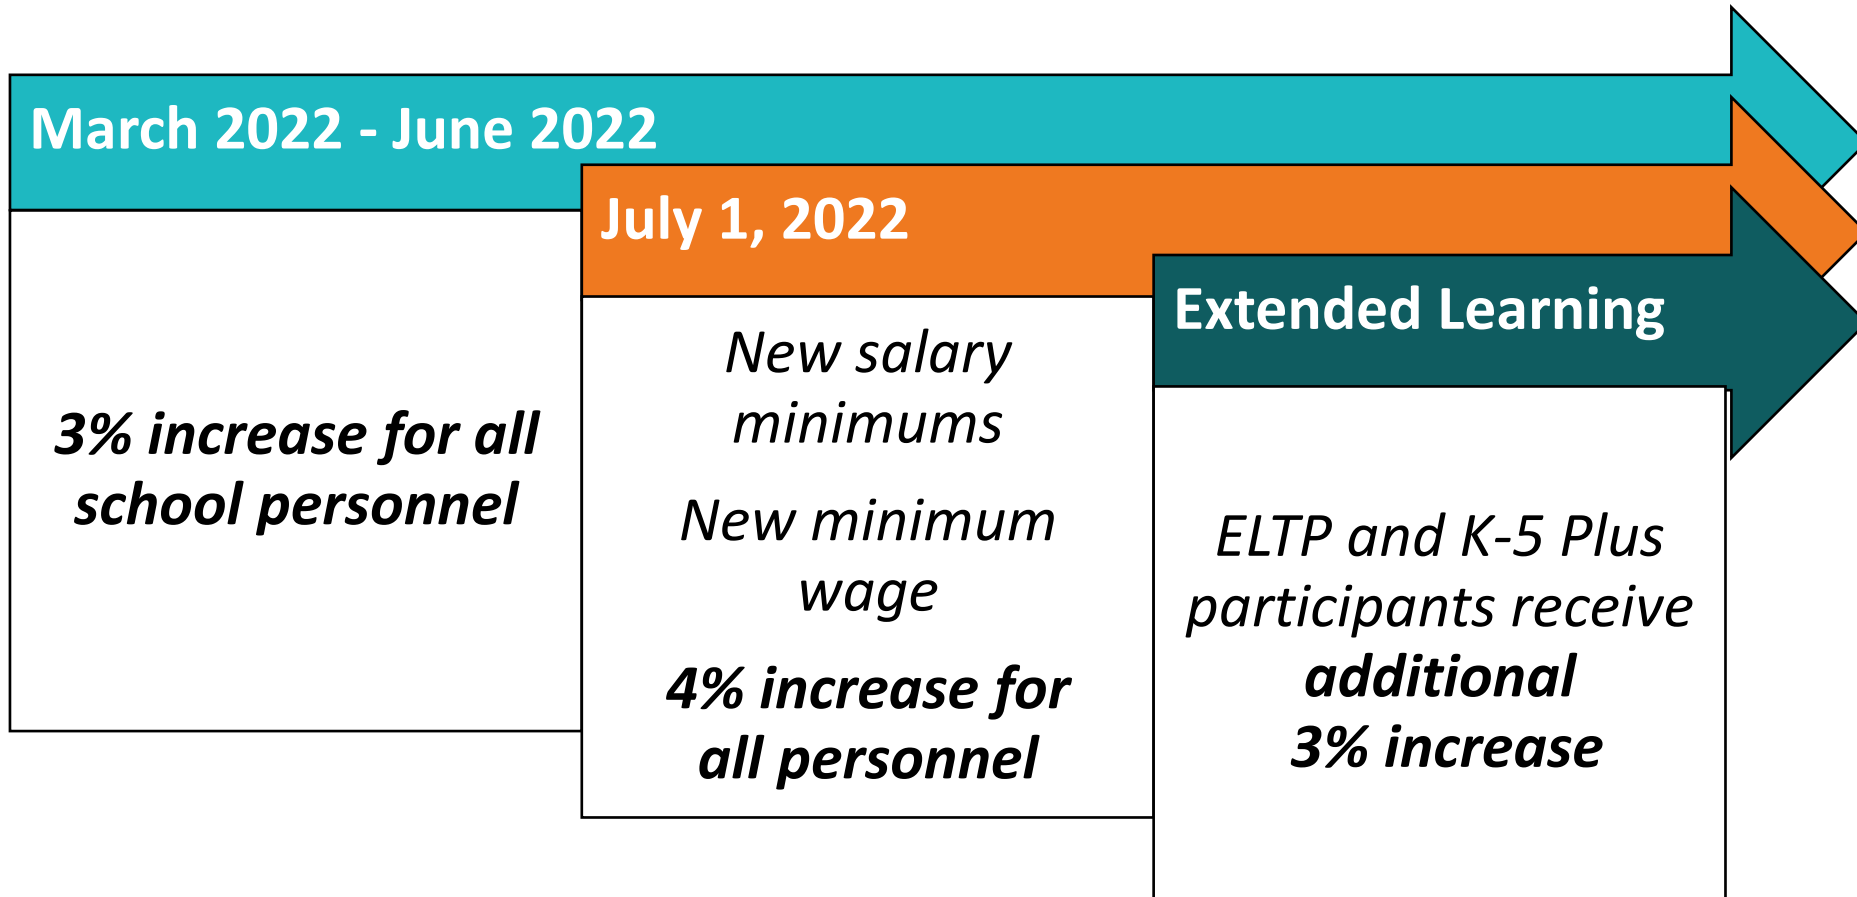 March 2022 - June 2022
3% increase for all
school personnel
July 1, 2022
New salary
minimums
New minimum
wage
4% increase for
all personnel
Extended Learning
ELTP and K-5 Plus
participants receive
additional
3% increase